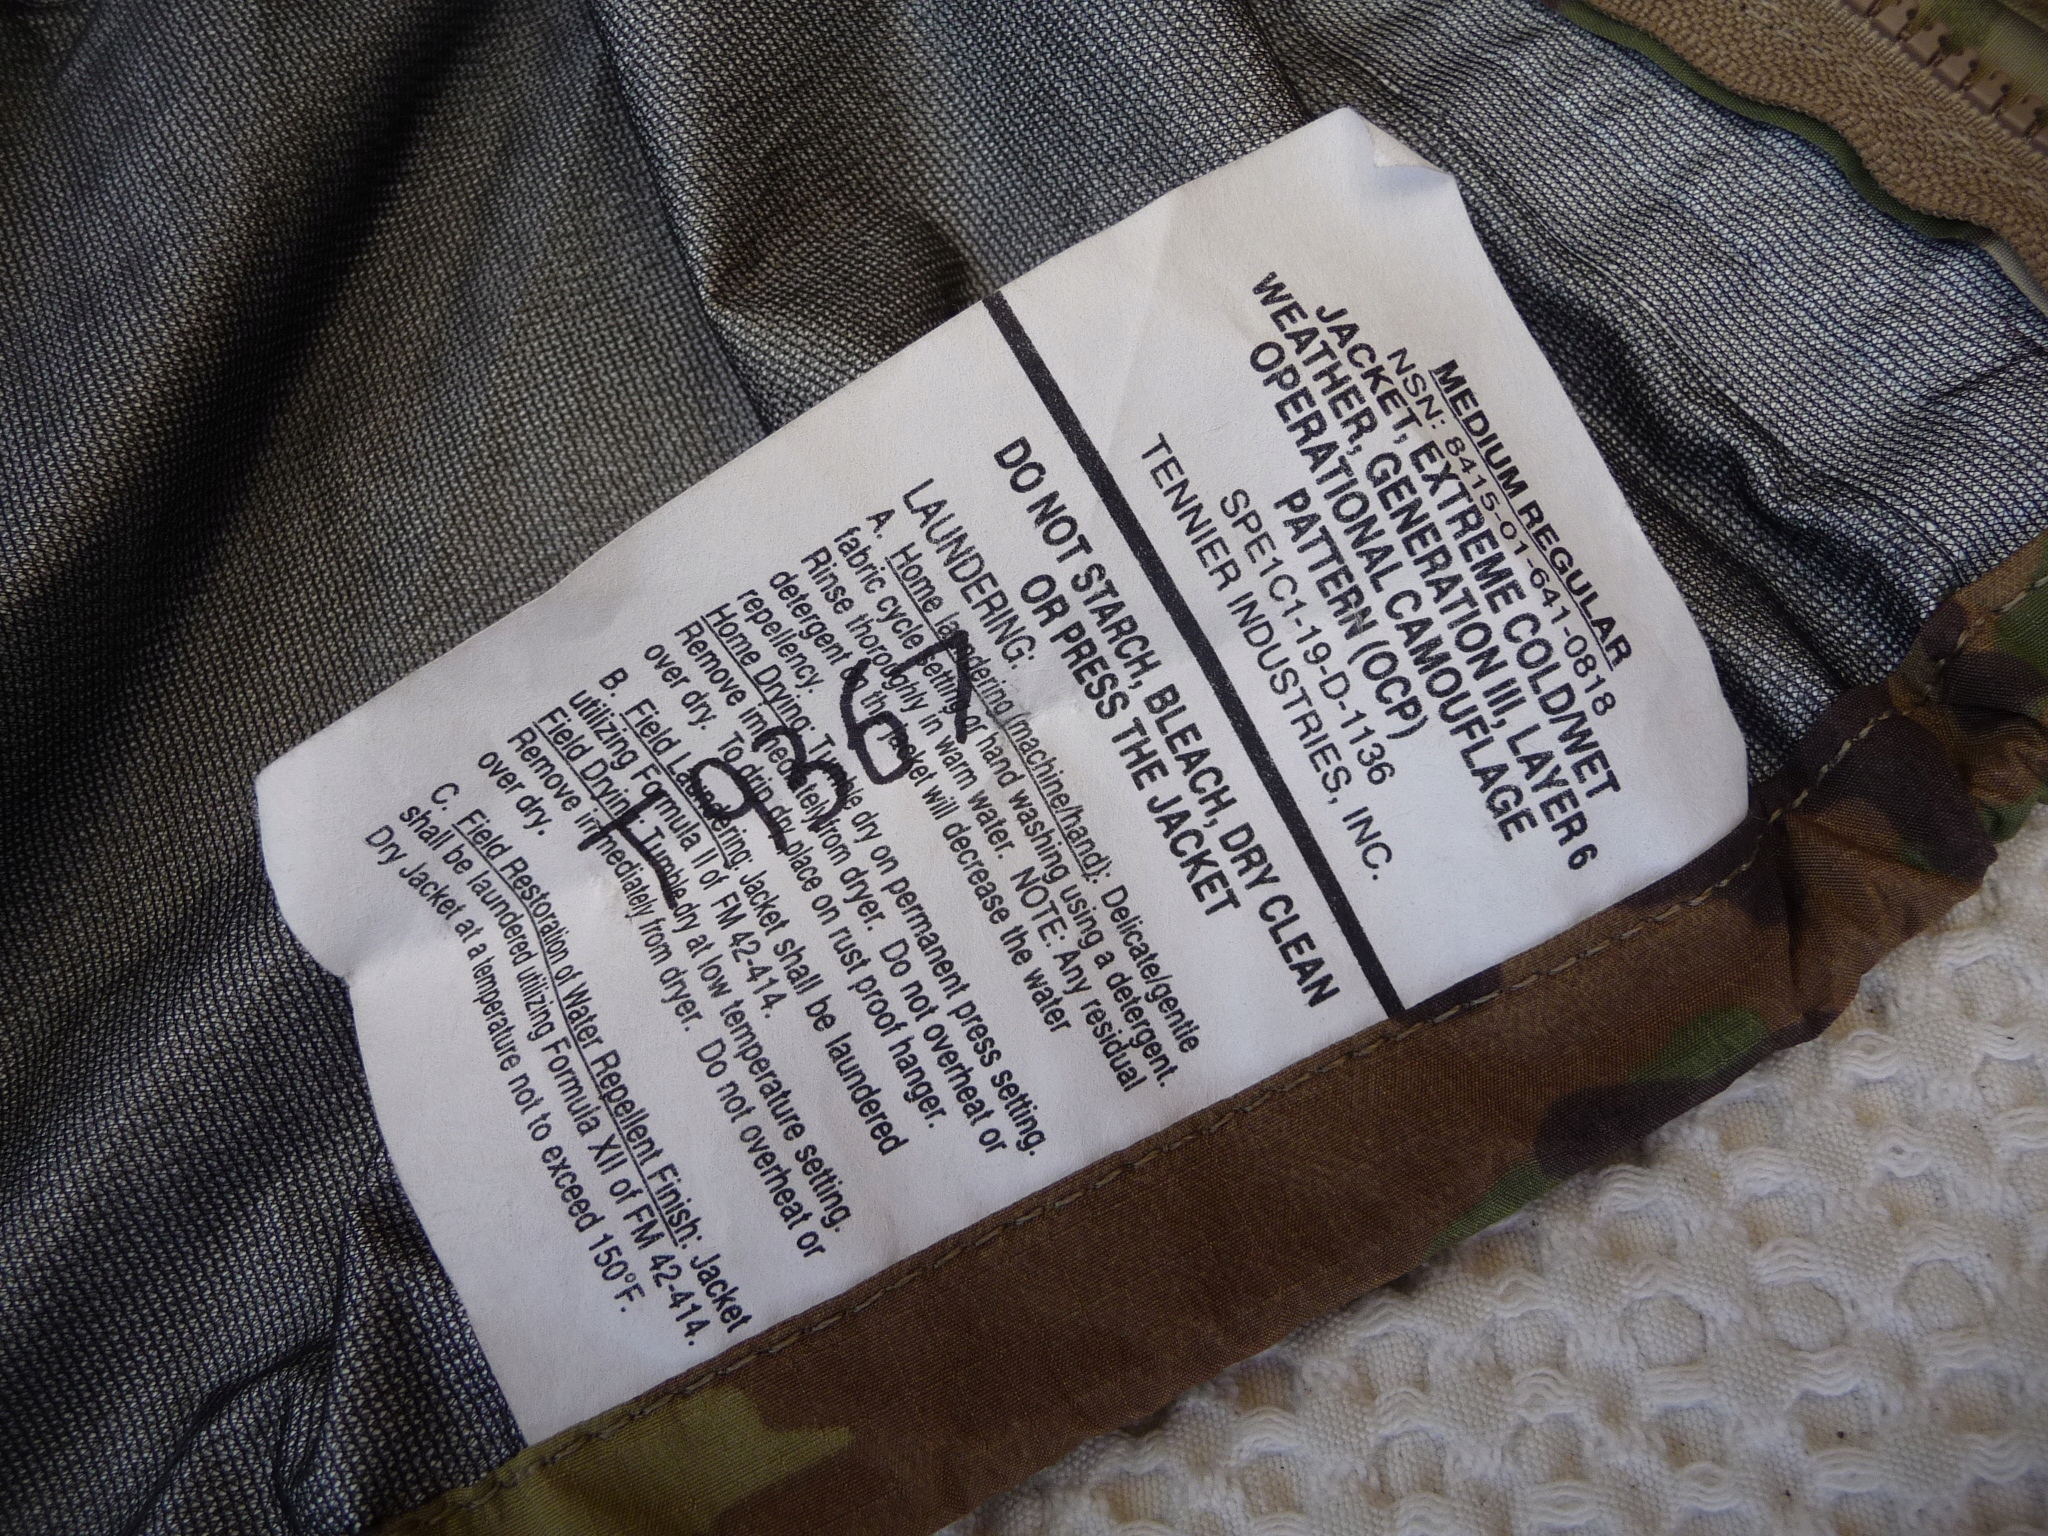 MEDIUM REGULAR
NSN: 8415-01-641-0818
JACKET, EXTREME COLD/WET
WEATHER, GENERATION III, LAYER 6
OPERATIONAL CAMOUFLAGE
PATTERN (OCP)
SPE1C1-19-D-1136
TENNIER INDUSTRIES, INC.
DO NOT STARCH, BLEACH, DRY CLEAN
OR PRESS THE JACKET
LAUNDERING:
A. Home laundering (machine/hand): Delicate/gentle
fabric cycle setting or hand washing using a detergent.
Rinse thoroughly in warm water. NOTE: Any residual
detergent on the jacket will decrease the water
repellency.
Home Drying: Tumble dry on permanent press setting.
Remove immediately from dryer. Do not overheat or
over dry. To drip dry place on rust proof hanger.
B. Field Laundering: Jacket shall be laundered
utilizing Formula II of FM 42-414.
Field Drying: Tumble dry at low temperature setting.
Remove immediately from dryer. Do not overheat or
over dry.
C. Field Restoration of Water Repellent Finish: Jacket
shall be laundered utilizing Formula XII of FM 42-414.
Dry Jacket at a temperature not to exceed 150°F.
9367